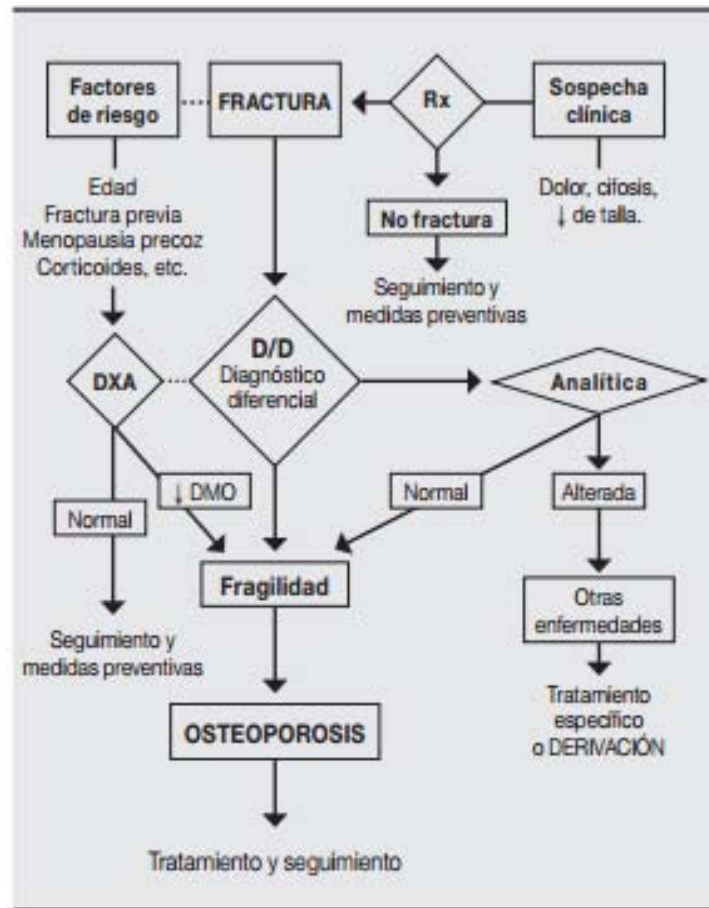 Factores
de riesgo
FRACTURA
Rx
Sospecha
clínica
Edad
Fractura previa
Menopausia precoz
Corticoides, etc.
No fractura
Dolor, cifosis,
↓ de talla.
Seguimiento y
medidas preventivas
DXA
D/D
Diagnóstico
diferencial
Analítica
Normal
↓ DMO
Normal
Alterada
Fragilidad
Otras
enfermedades
Seguimiento y
medidas preventivas
OSTEOPOROSIS
Tratamiento
específico
o DERIVACIÓN
Tratamiento y seguimiento